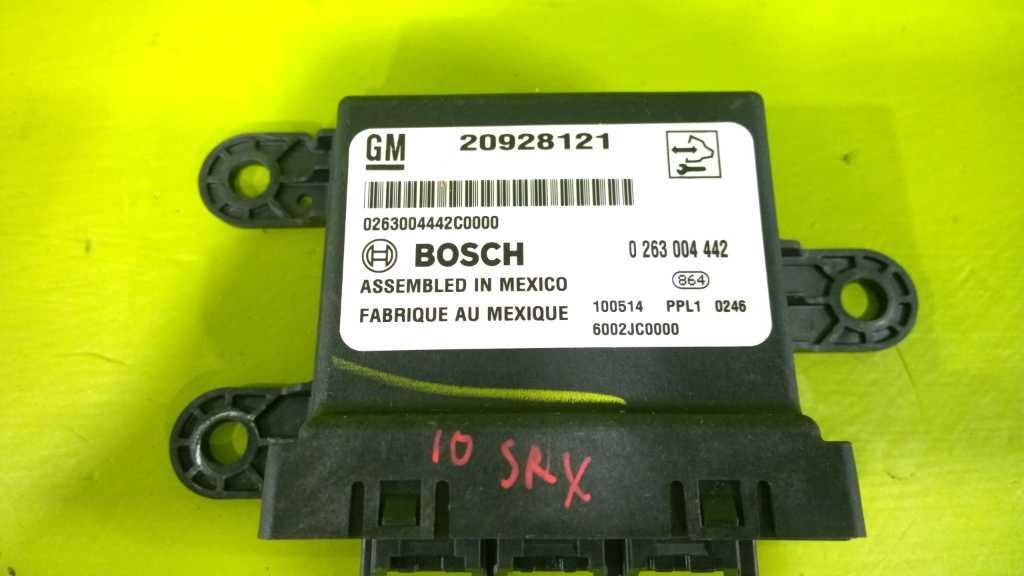 GM 20928121
0263004442C0000
BOSCH 0 263 004 442
ASSEMBLED IN MEXICO 864
FABRIQUE AU MEXIQUE 100514 PPL1 0246
6002JC0000
10 SRX